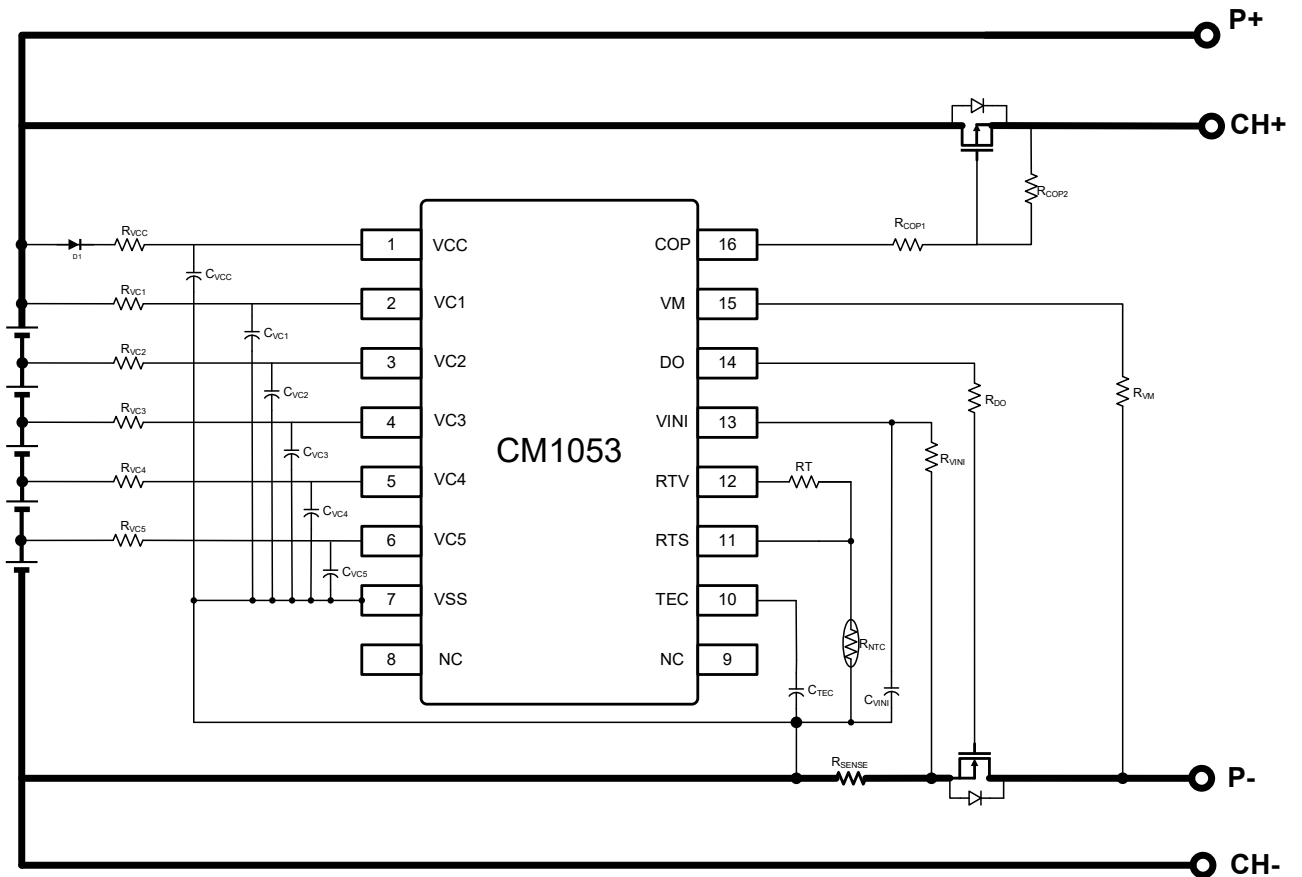 P+
CH+
RCOP2
RCOP1
RVCC
D1
CVCC
1
VCC
COP
16
RVC1
CVC1
2
VC1
VM
15
RVC2
CVC2
3
VC2
DO
14
RDO
RVM
RVC3
CVC3
4
VC3
VINI
13
RVINI
CM1053
RVC4
CVC4
5
VC4
RTV
12
RT
RVC5
CVC5
6
VC5
RTS
11
7
VSS
TEC
10
RNTC
8
NC
NC
9
CTEC
CVINI
RSENSE
P-
CH-